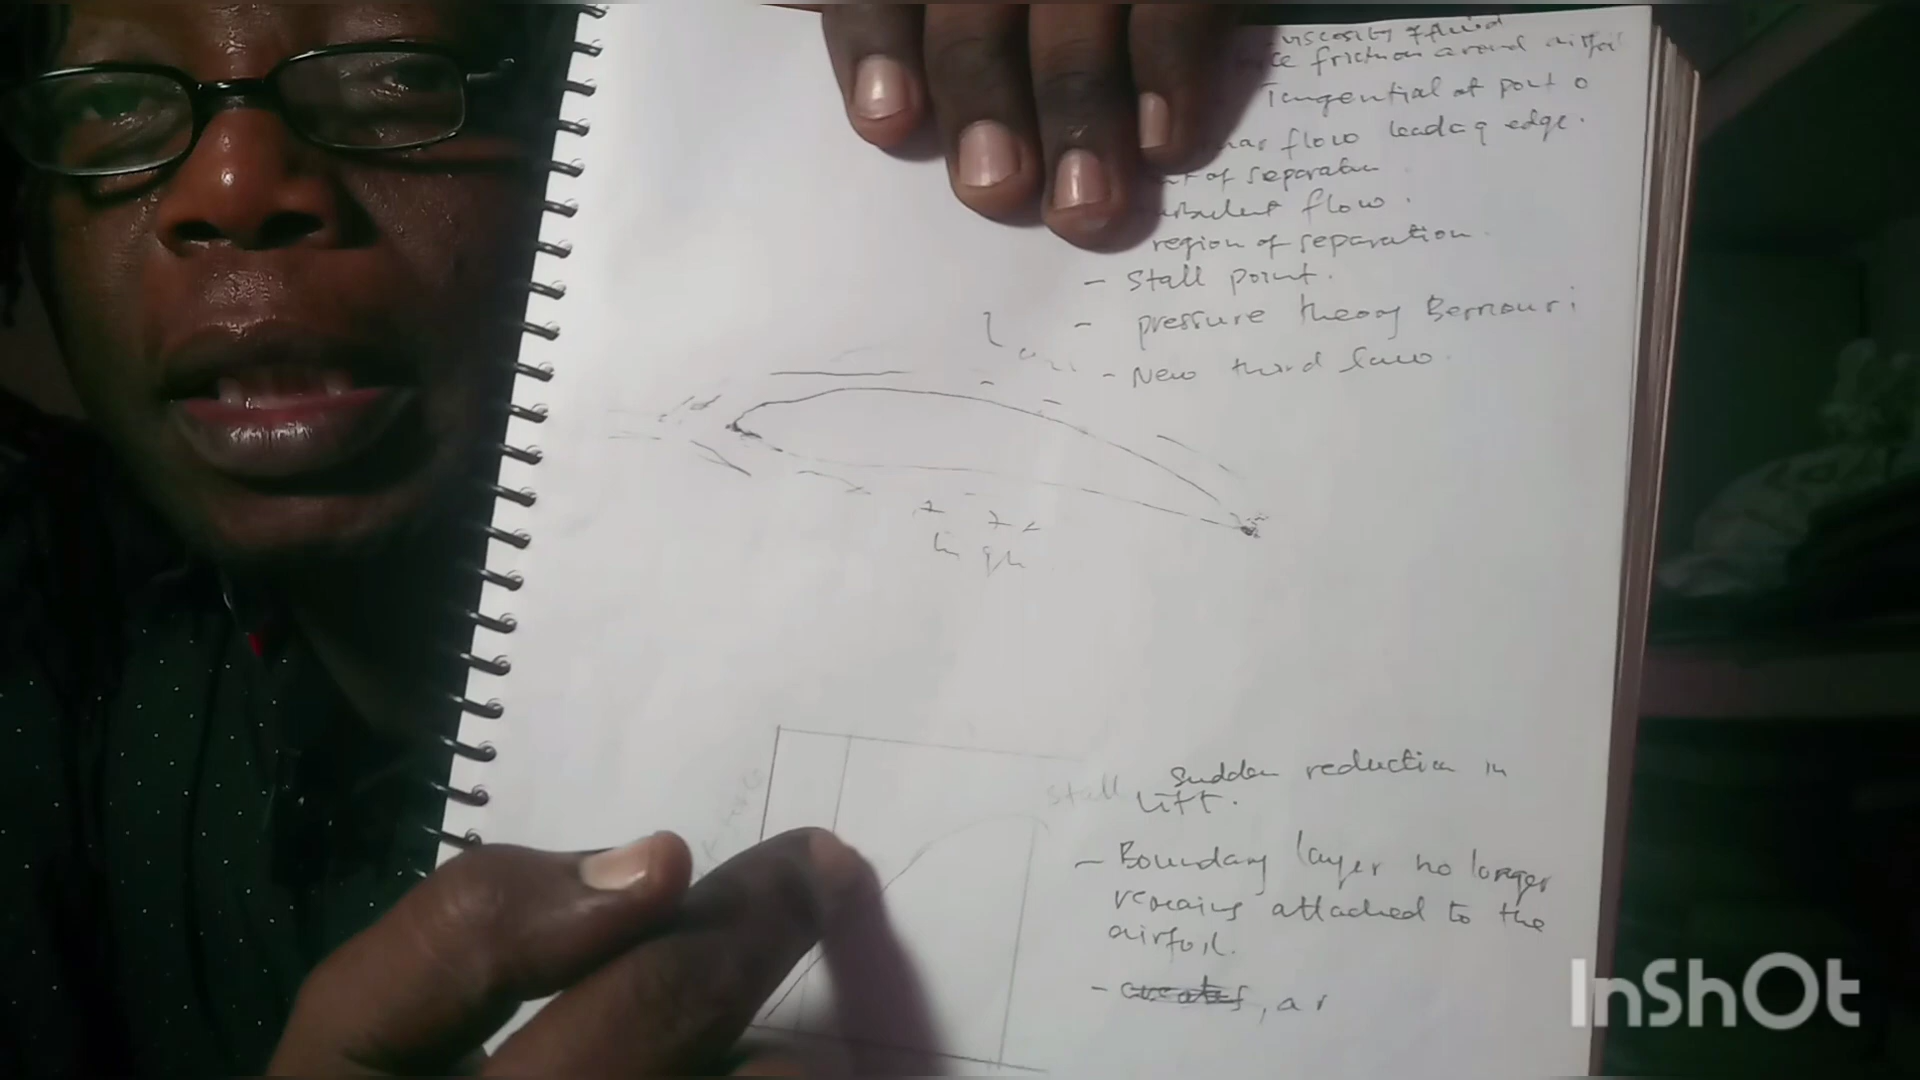 viscosity of fluid
friction around airfoil
Tangential at point o
flow leading edge.
of separation
flow.
region of separation
- Stall point.
- pressure theory Bernouri
- New third law
high
stall
sudden reduction in
lift.
- Boundary layer no longer
remains attached to the
airfoil.
InShOt